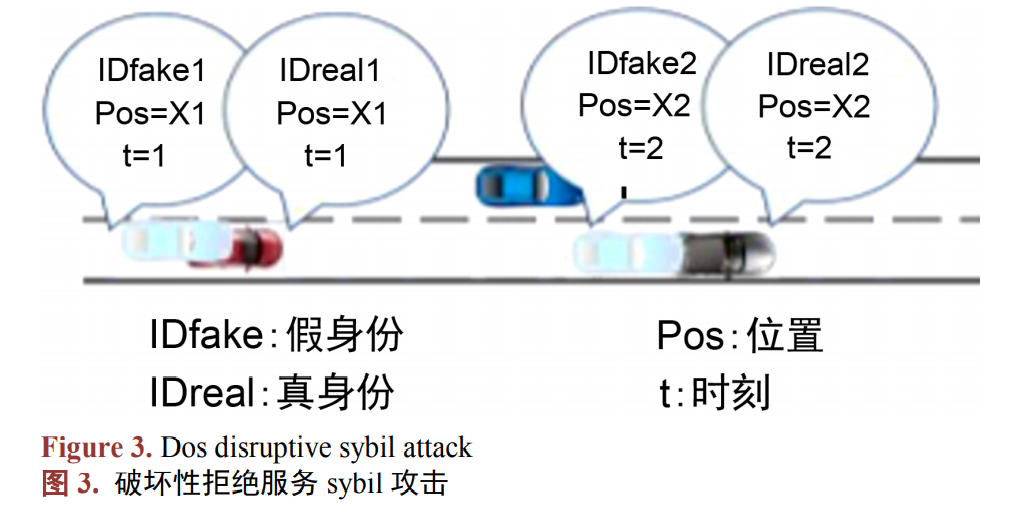 IDfake1
Pos=X1
t=1
IDreal1
Pos=X1
t=1
IDfake2
Pos=X2
t=2
IDreal2
Pos=X2
t=2
IDfake:假身份
Pos:位置
IDreal:真身份
t:时刻
Figure 3. Dos disruptive sybil attack
图 3. 破坏性拒绝服务 sybil 攻击